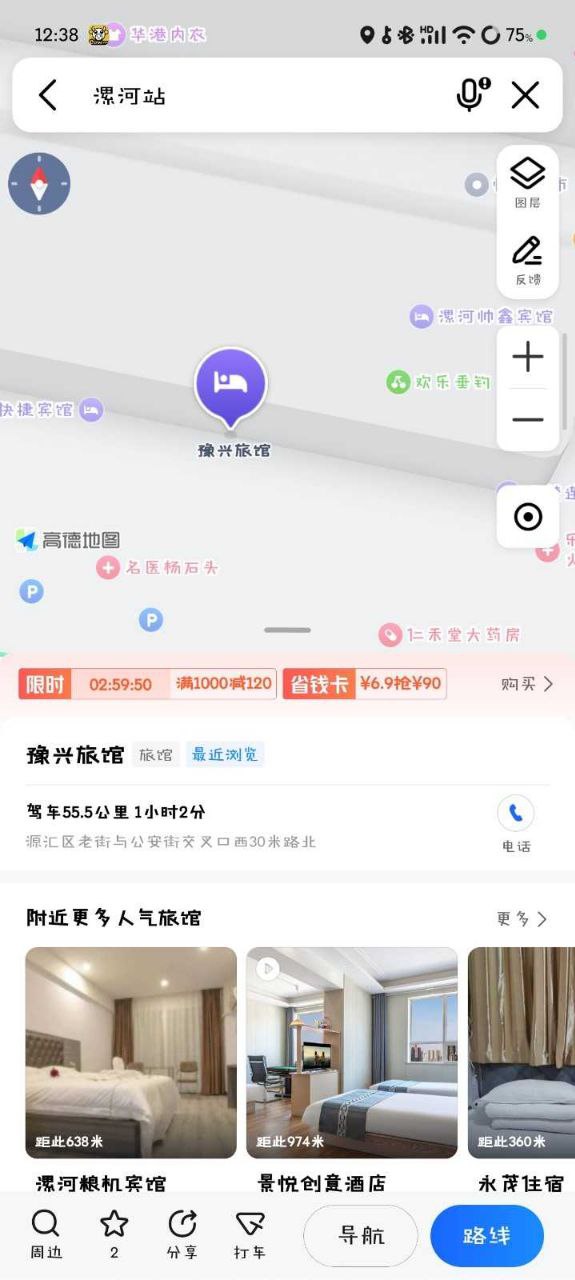 12:38 华港内衣 HD 75%
漯河站
图层
反馈
漯河帅鑫宾馆
欢乐垂钓
快捷宾馆
豫兴旅馆
高德地图
名医杨石头
P
P
仁禾堂大药房
限时 02:59:50 满1000减120 省钱卡 ¥6.9抢¥90 购买
豫兴旅馆 旅馆 最近浏览
驾车55.5公里 1小时2分
源汇区老街与公安街交叉口西30米路北
电话
附近更多人气旅馆 更多
距此638米 距此974米 距此360米
漯河粮机宾馆 景悦创意酒店 永茂住宿
周边 2 分享 打车 导航 路线